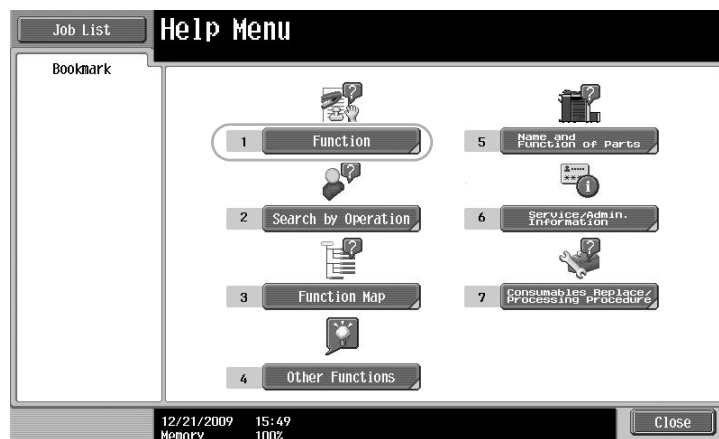 Job List
Help Menu
Bookmark
1 Function
2 Search by Operation
3 Function Map
4 Other Functions
5 Name and
Function of Parts
6 Service/Admin.
Information
7 Consumables Replace/
Processing Procedure
12/21/2009 15:49
Memory 100%
Close